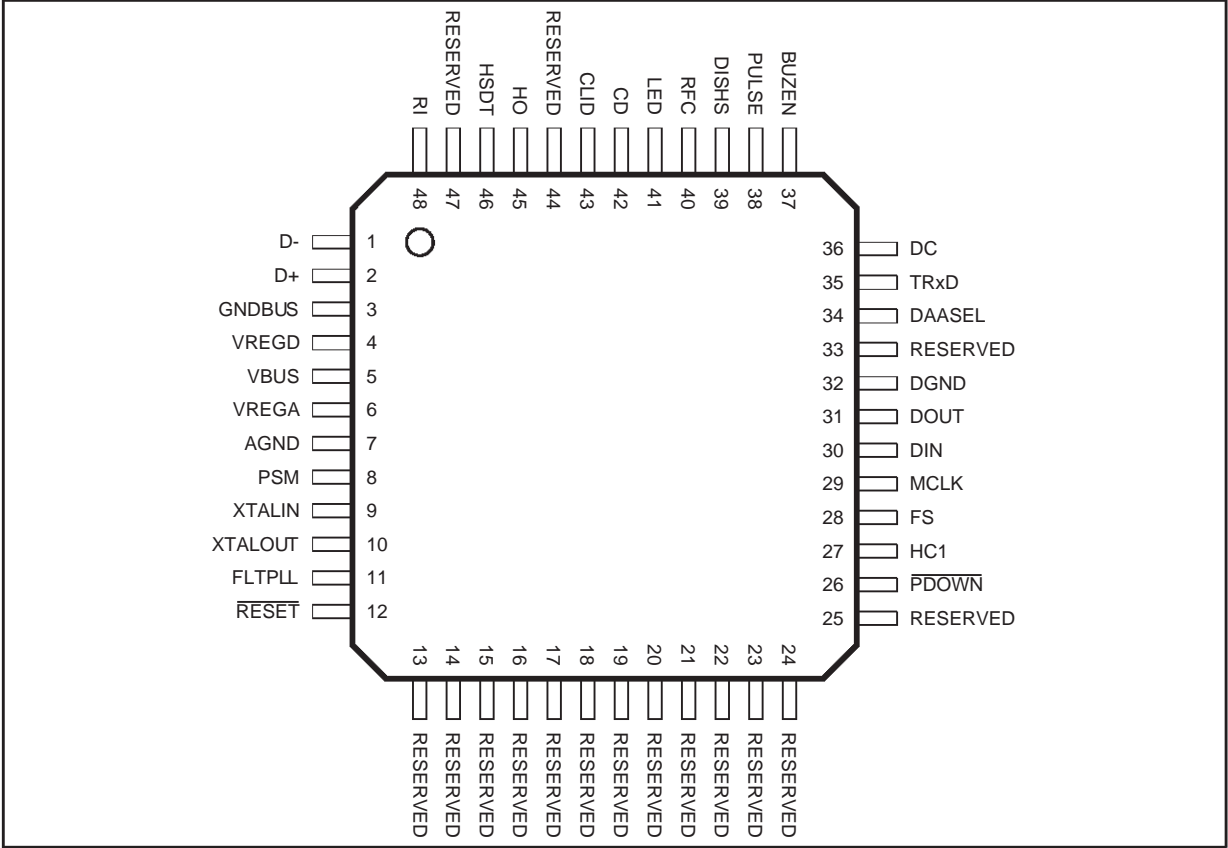 RI
RESERVED
HSDT
HO
RESERVED
CLID
CD
LED
RFC
DISHS
PULSE
BUZEN
48
47
46
45
44
43
42
41
40
39
38
37
D- 1
D+ 2
GNDBUS 3
VREGD 4
VBUS 5
VREGA 6
AGND 7
PSM 8
XTALIN 9
XTALOUT 10
FLTPLL 11
RESET 12
36 DC
35 TRxD
34 DAASEL
33 RESERVED
32 DGND
31 DOUT
30 DIN
29 MCLK
28 FS
27 HC1
26 PDOWN
25 RESERVED
13
14
15
16
17
18
19
20
21
22
23
24
RESERVED
RESERVED
RESERVED
RESERVED
RESERVED
RESERVED
RESERVED
RESERVED
RESERVED
RESERVED
RESERVED
RESERVED